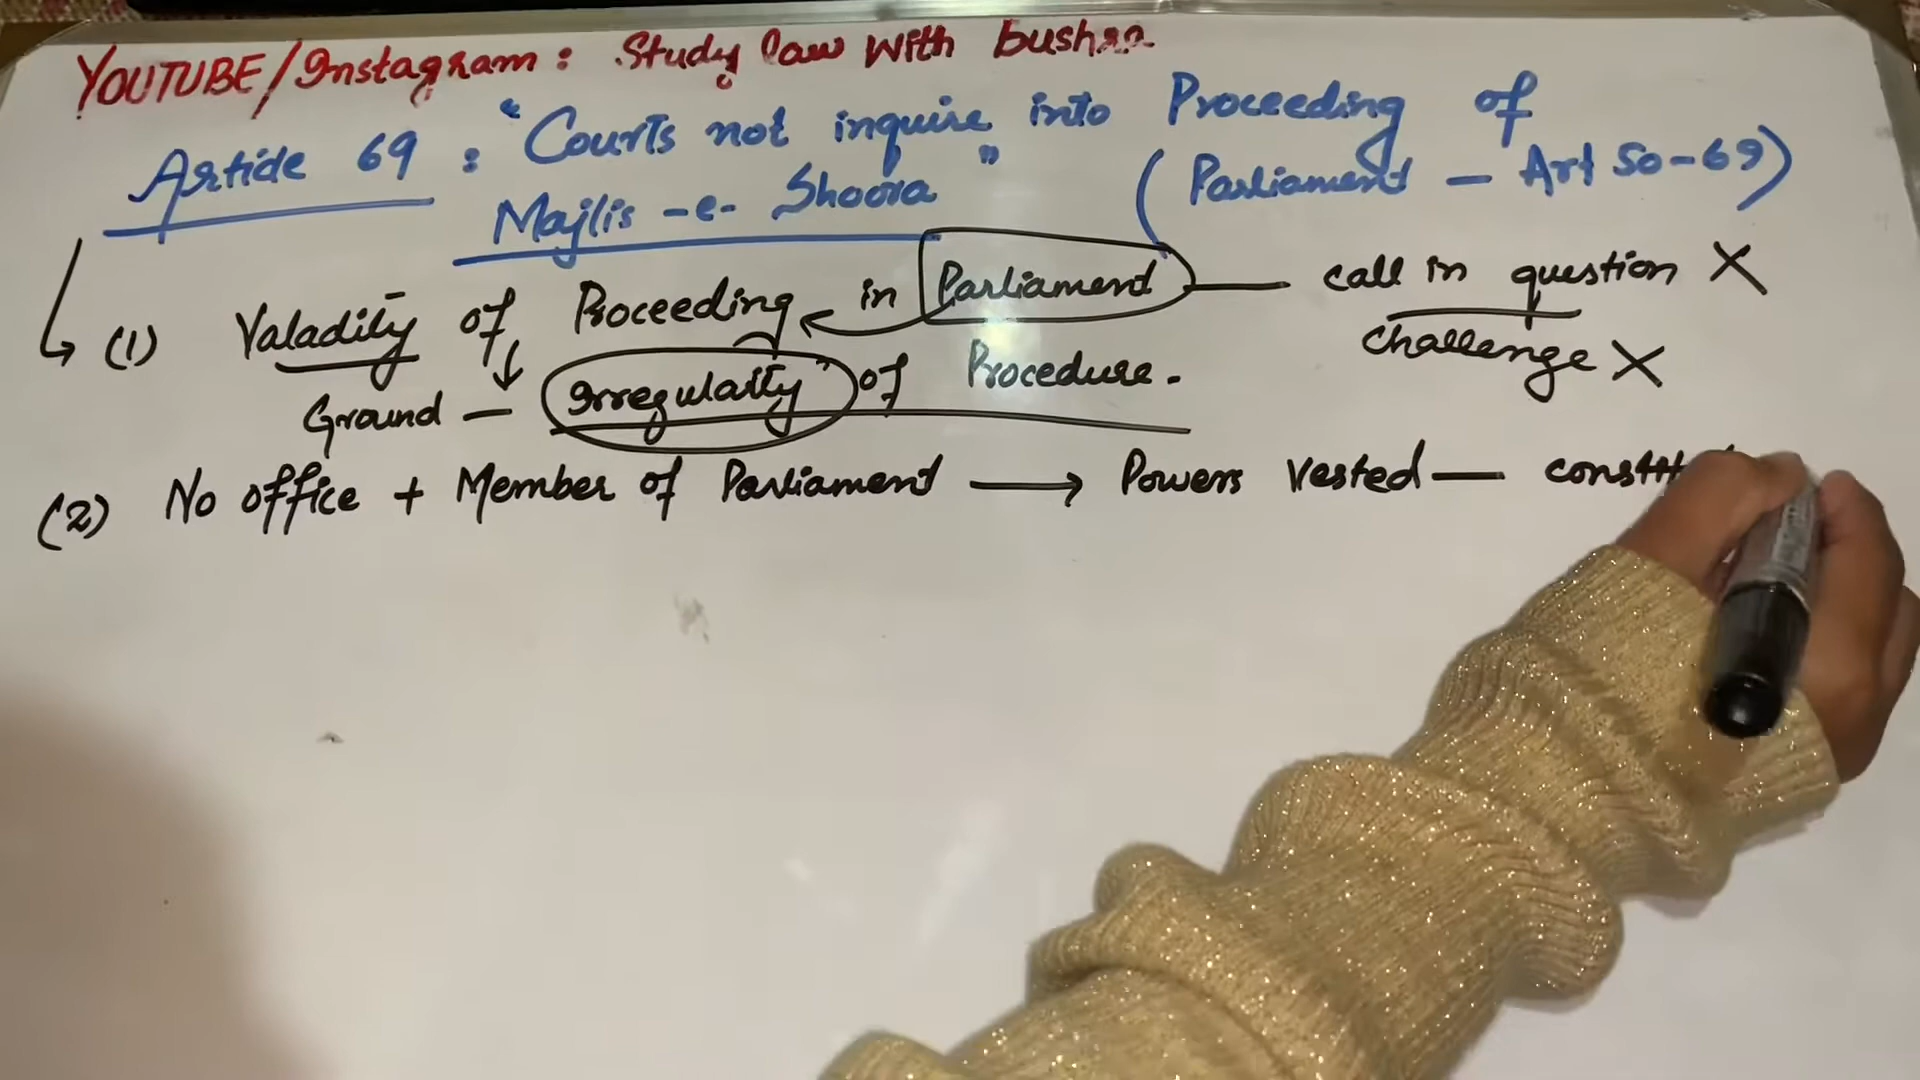 YOUTUBE/Instagram: Study law with bushra
Article 69: "Courts not inquire into Proceeding of
Majlis-e-Shoora" (Parliament - Art 50-69)
(1) Valadity of Proceeding in Parliament — call in question X
challenge X
Ground — Irregulaity of Procedure.
(2) No office + Member of Parliament → Powers vested —